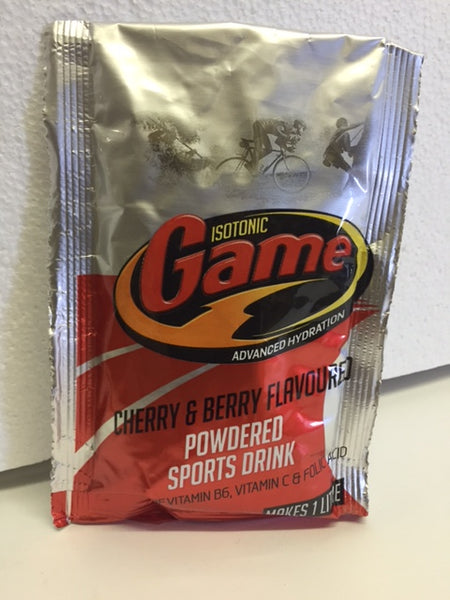 ISOTONIC
Game
ADVANCED HYDRATION
CHERRY & BERRY FLAVOURED
POWDERED
SPORTS DRINK
VITAMIN B6, VITAMIN C & FOLIC ACID
MAKES 1 LITRE